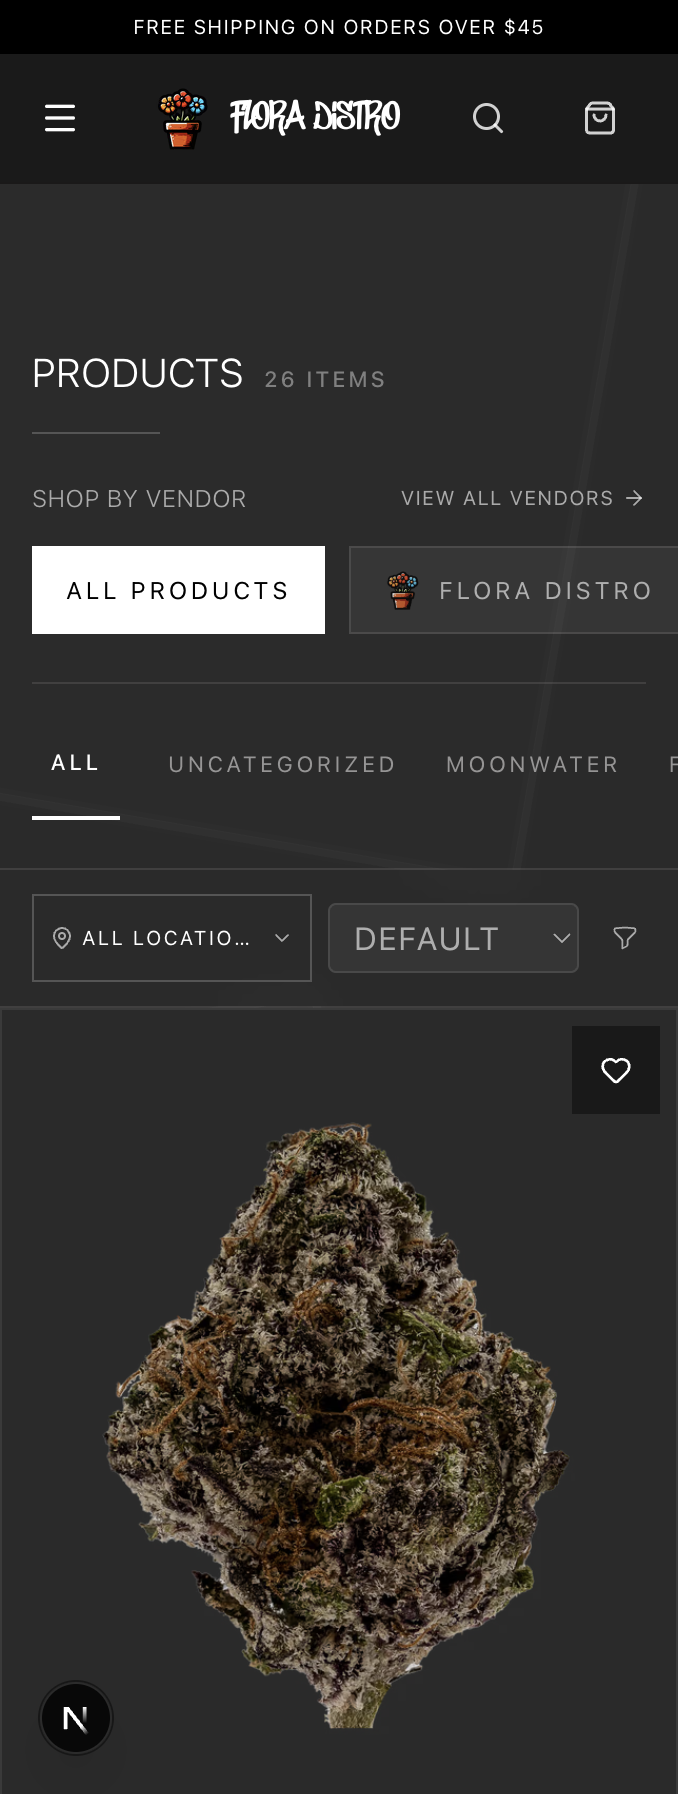 FREE SHIPPING ON ORDERS OVER $45
FLORA DISTRO
PRODUCTS 26 ITEMS
SHOP BY VENDOR VIEW ALL VENDORS →
ALL PRODUCTS FLORA DISTRO
ALL UNCATEGORIZED MOONWATER F
ALL LOCATIO... DEFAULT
N